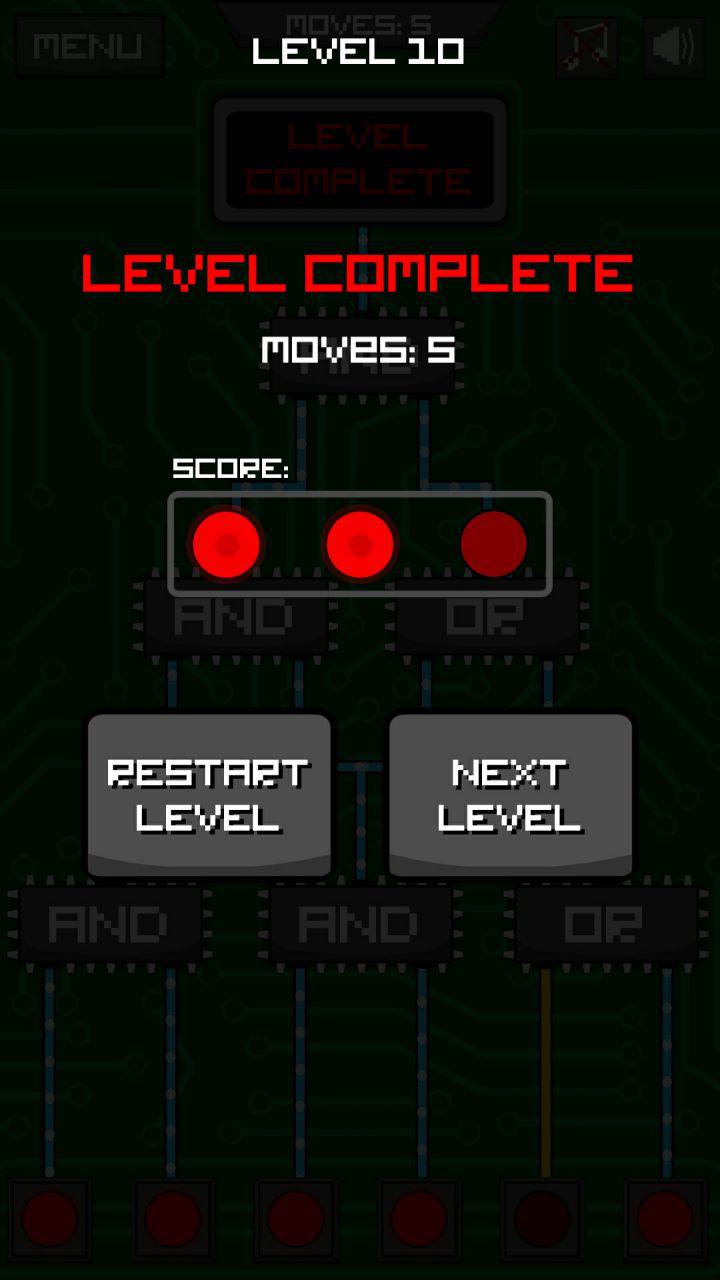 MOVES: 5
MENU
LEVEL 10
LEVEL
COMPLETE
LEVEL COMPLETE
MOVES: 5
SCORE:
AND OR
RESTART
LEVEL
NEXT
LEVEL
AND AND OR